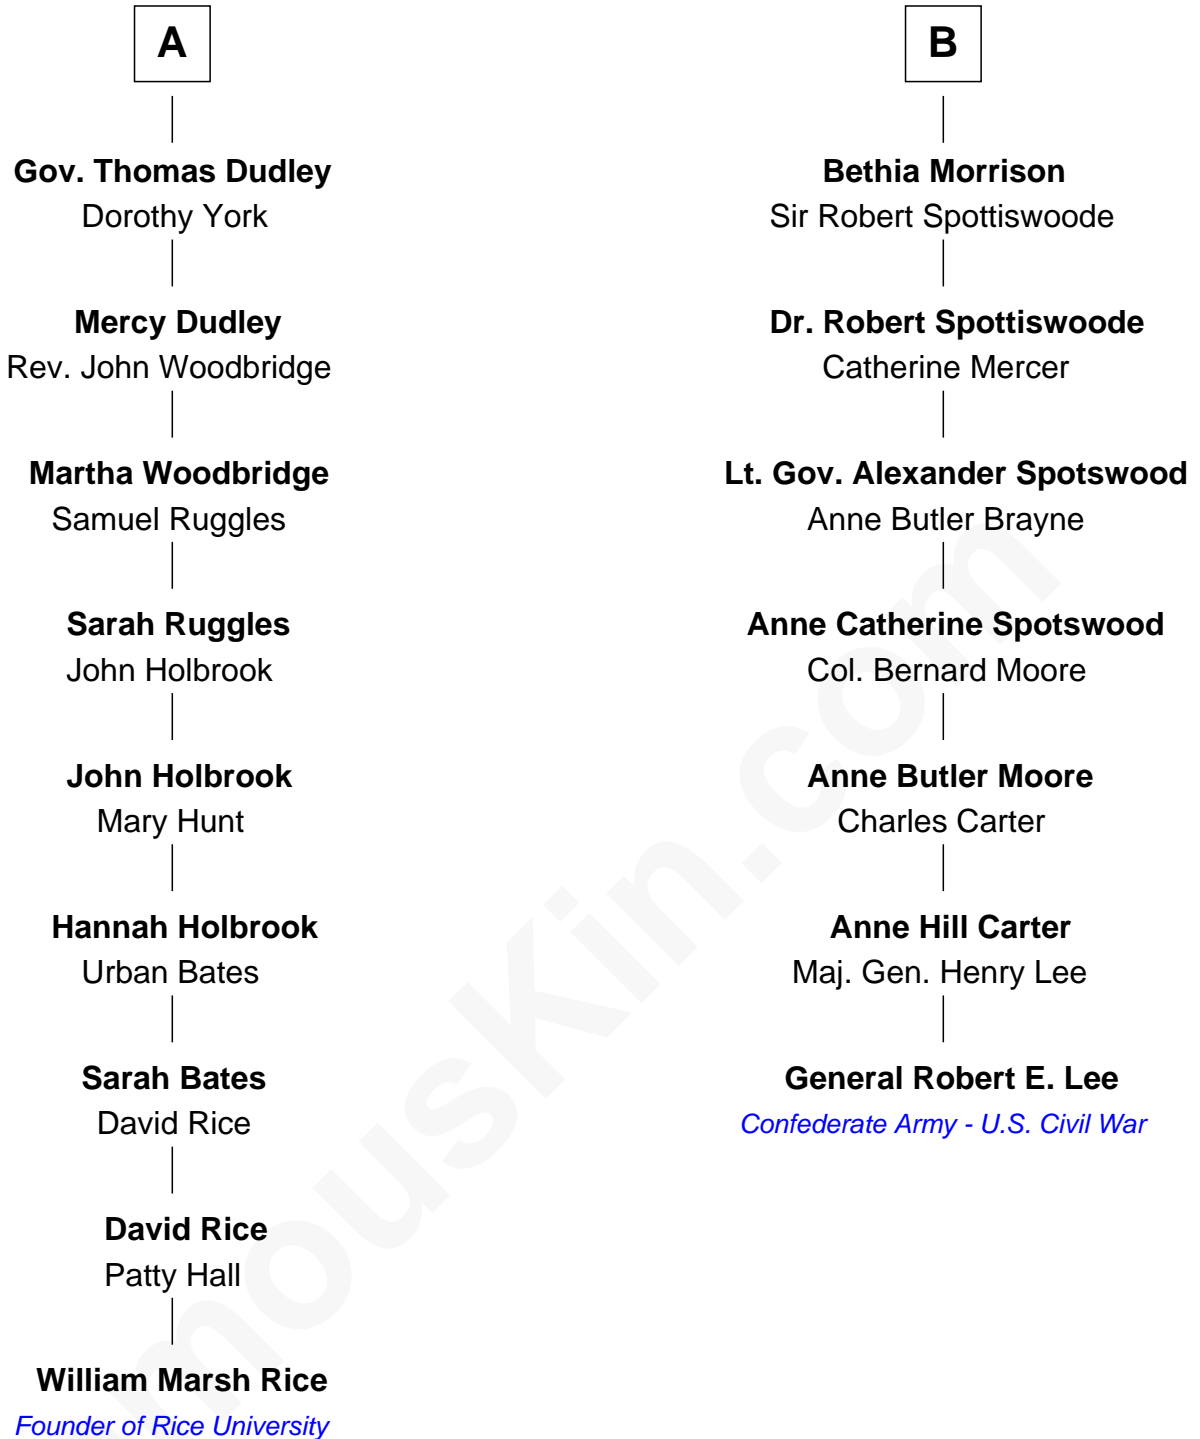 A
Gov. Thomas Dudley
Dorothy York
Mercy Dudley
Rev. John Woodbridge
Martha Woodbridge
Samuel Ruggles
Sarah Ruggles
John Holbrook
John Holbrook
Mary Hunt
Hannah Holbrook
Urban Bates
Sarah Bates
David Rice
David Rice
Patty Hall
William Marsh Rice
Founder of Rice University
B
Bethia Morrison
Sir Robert Spottiswoode
Dr. Robert Spottiswoode
Catherine Mercer
Lt. Gov. Alexander Spotswood
Anne Butler Brayne
Anne Catherine Spotswood
Col. Bernard Moore
Anne Butler Moore
Charles Carter
Anne Hill Carter
Maj. Gen. Henry Lee
General Robert E. Lee
Confederate Army - U.S. Civil War
mousKin.com